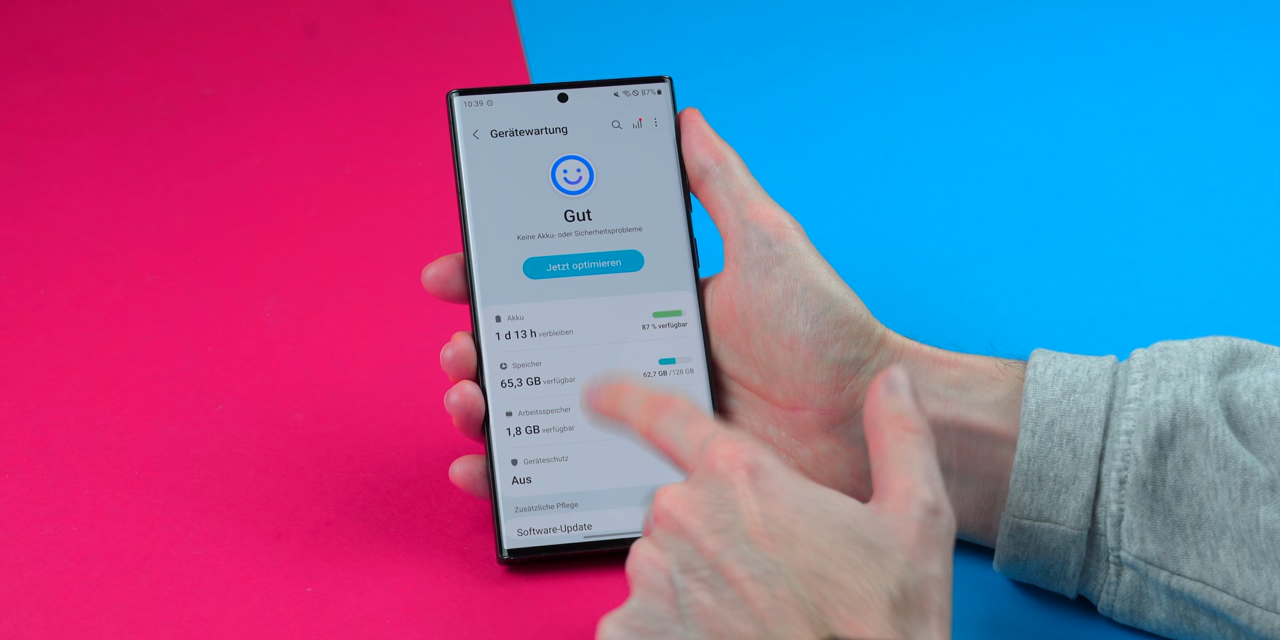 10:39
87%
Gerätewartung
Gut
Keine Akku- oder Sicherheitsprobleme
Jetzt optimieren
Akku
1 d 13 h verbleiben
87 % verfügbar
Speicher
65,3 GB verfügbar
62,7 GB /128 GB
Arbeitsspeicher
1,8 GB verfügbar
Geräteschutz
Aus
Zusätzliche Pflege
Software-Update